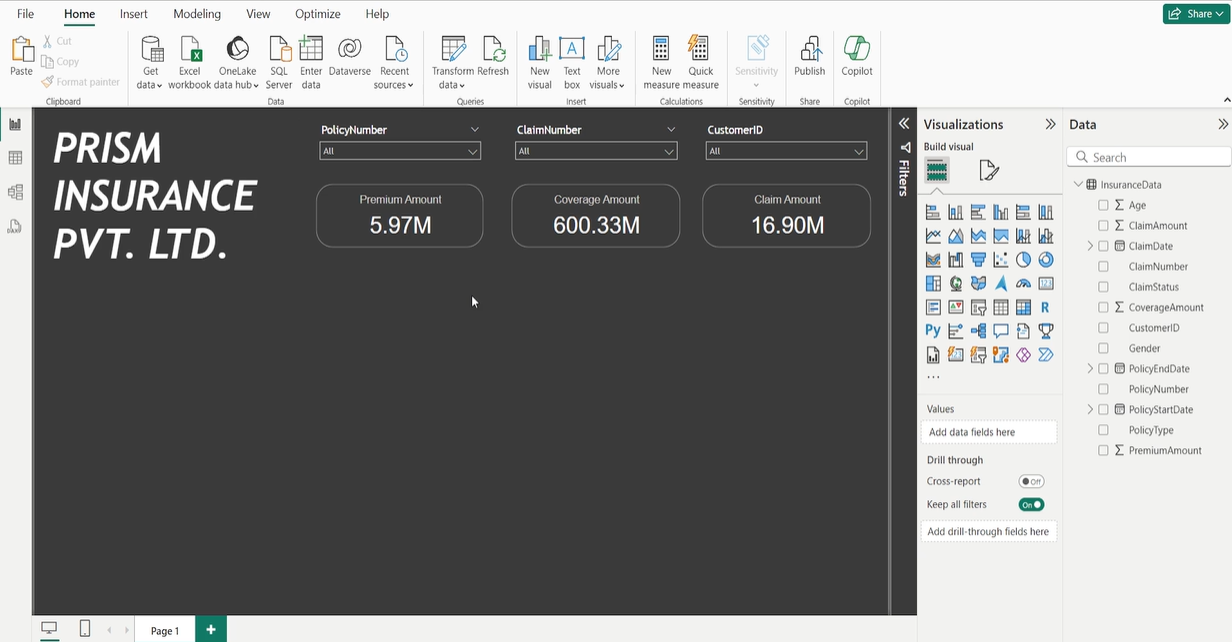 File Home Insert Modeling View Optimize Help
Share
Paste
Cut
Copy
Format painter
Clipboard
Get data
Excel workbook
OneLake data hub
SQL Server
Enter data
Dataverse
Recent sources
Data
Transform data
Refresh
Queries
New visual
Text box
More visuals
Insert
New measure
Quick measure
Calculations
Sensitivity
Sensitivity
Publish
Share
Copilot
Copilot
PRISM
INSURANCE
PVT. LTD.
PolicyNumber
All
ClaimNumber
All
CustomerID
All
Premium Amount
5.97M
Coverage Amount
600.33M
Claim Amount
16.90M
Filters
Visualizations
Build visual
R
Py
Values
Add data fields here
Drill through
Cross-report Off
Keep all filters On
Add drill-through fields here
Data
Search
InsuranceData
Age
ClaimAmount
ClaimDate
ClaimNumber
ClaimStatus
CoverageAmount
CustomerID
Gender
PolicyEndDate
PolicyNumber
PolicyStartDate
PolicyType
PremiumAmount
Page 1